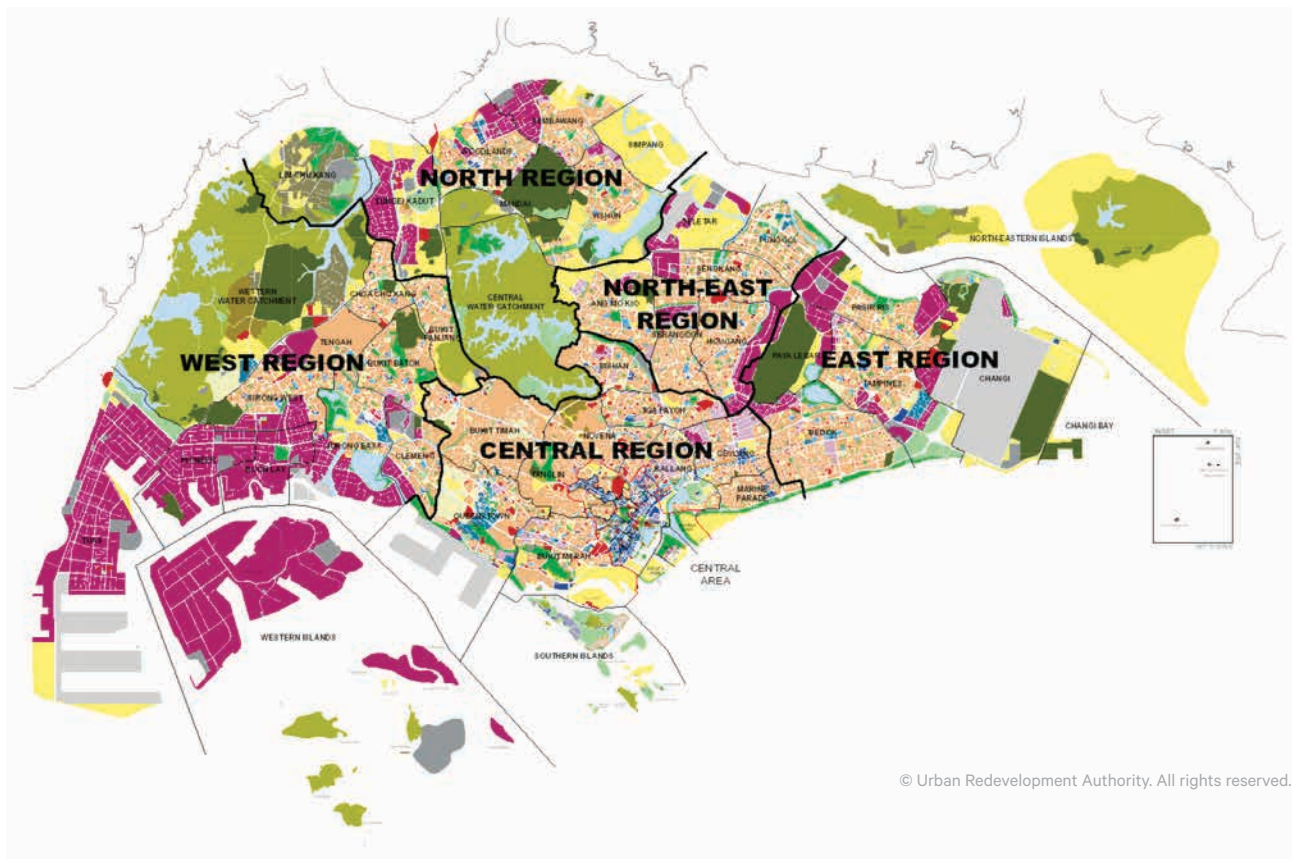 SEMBAWANG
SIMPANG
WOODLANDS
LIM CHU KANG
NORTH REGION
SUNGEI KADUT
MANDAI
YISHUN
SELETAR
PUNGGOL
NORTH-EASTERN ISLANDS
SENGKANG
WESTERN
WATER CATCHMENT
CHOA CHU KANG
CENTRAL
WATER CATCHMENT
NORTH-EAST
REGION
ANG MO KIO
PASIR RIS
SERANGOON
HOUGANG
BUKIT
PANJANG
TENGAH
WEST REGION
BUKIT BATOK
BISHAN
PAYA LEBAR
EAST REGION
CHANGI
TAMPINES
JURONG WEST
TOA PAYOH
CHANGI BAY
BUKIT TIMAH
NOVENA
BEDOK
CENTRAL REGION
JURONG EAST
CLEMENTI
GEYLANG
PIONEER
BOON LAY
TANGLIN
KALLANG
MARINE
PARADE
QUEENSTOWN
TUAS
BUKIT MERAH
CENTRAL
AREA
WESTERN ISLANDS
SOUTHERN ISLANDS
© Urban Redevelopment Authority. All rights reserved.